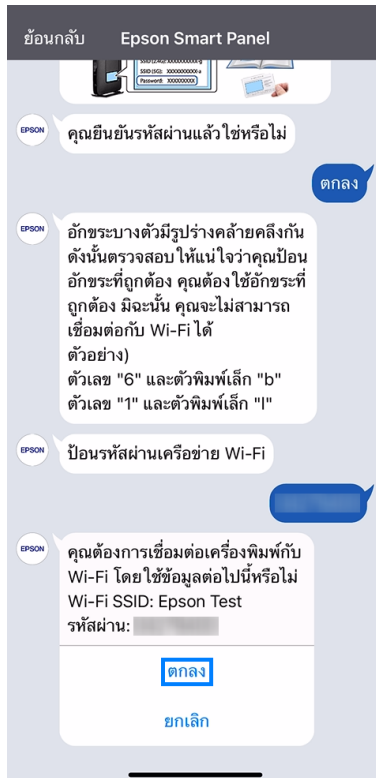 ย้อนกลับ Epson Smart Panel
SSID (5G): XXXXXXXXXX-a
Password: XXXXXXXXX
EPSON
คุณยืนยันรหัสผ่านแล้วใช่หรือไม่
ตกลง
EPSON
อักขระบางตัวมีรูปร่างคล้ายคลึงกัน
ดังนั้นตรวจสอบให้แน่ใจว่าคุณป้อน
อักขระที่ถูกต้อง คุณต้องใช้อักขระที่
ถูกต้อง มิฉะนั้น คุณจะไม่สามารถ
เชื่อมต่อกับ Wi-Fi ได้
ตัวอย่าง)
ตัวเลข "6" และตัวพิมพ์เล็ก "b"
ตัวเลข "1" และตัวพิมพ์เล็ก "l"
EPSON
ป้อนรหัสผ่านเครือข่าย Wi-Fi
EPSON
คุณต้องการเชื่อมต่อเครื่องพิมพ์กับ
Wi-Fi โดยใช้ข้อมูลต่อไปนี้หรือไม่
Wi-Fi SSID: Epson Test
รหัสผ่าน:
ตกลง
ยกเลิก